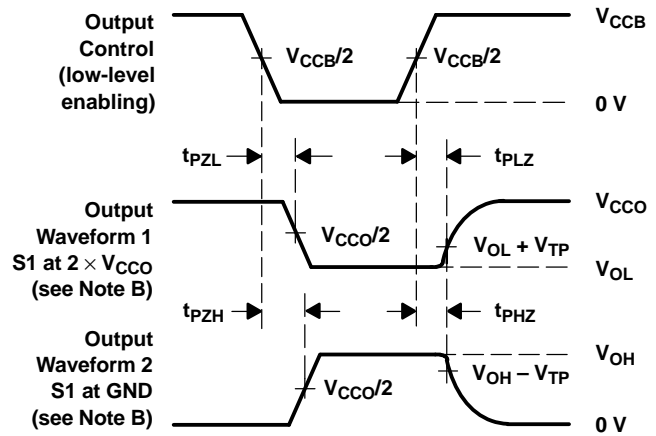 Output
Control
(low-level
enabling)
V_CCB/2
V_CCB/2
V_CCB
0 V
t_PZL
t_PLZ
Output
Waveform 1
S1 at 2 × V_CCO
(see Note B)
V_CCO/2
V_CCO
V_OL + V_TP
V_OL
t_PZH
t_PHZ
Output
Waveform 2
S1 at GND
(see Note B)
V_CCO/2
V_OH
V_OH – V_TP
0 V